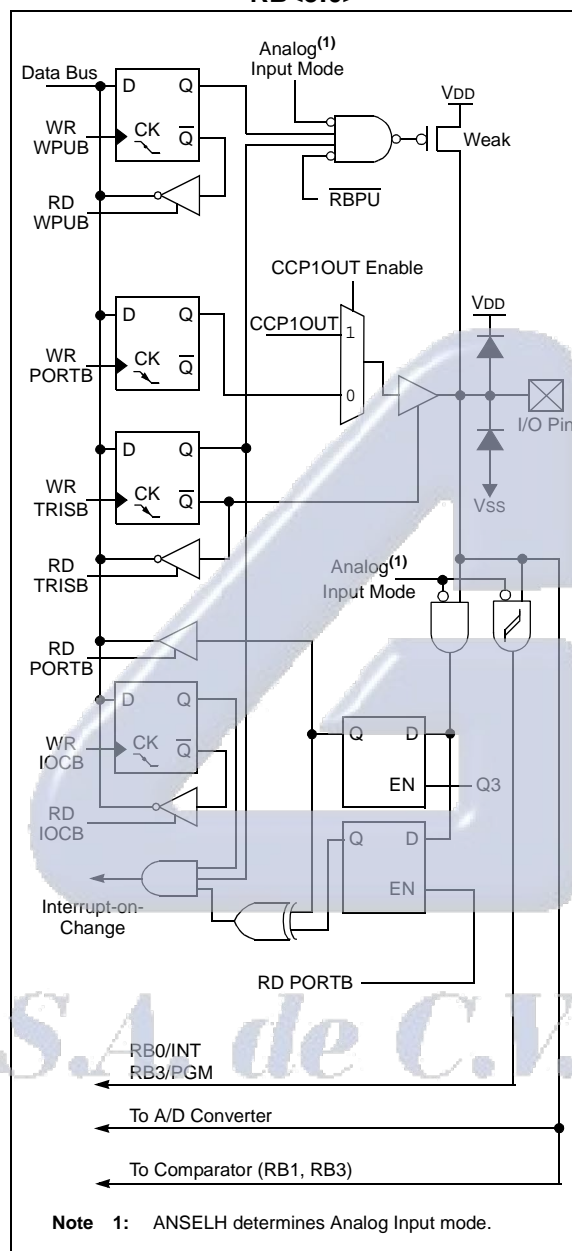 Analog(1)
Input Mode
Data Bus
D Q
VDD
WR
WPUB
CK Q
Weak
RD
WPUB
RBPU
CCP1OUT Enable
VDD
D Q
CCP1OUT
1
WR
PORTB
CK Q
0
I/O Pin
D Q
WR
TRISB
CK Q
VSS
RD
TRISB
Analog(1)
Input Mode
RD
PORTB
D Q
Q D
WR
IOCB
CK Q
EN
Q3
RD
IOCB
Q D
EN
Interrupt-on-
Change
RD PORTB
S.A. de C.V.
RB0/INT
RB3/PGM
To A/D Converter
To Comparator (RB1, RB3)
Note 1: ANSELH determines Analog Input mode.